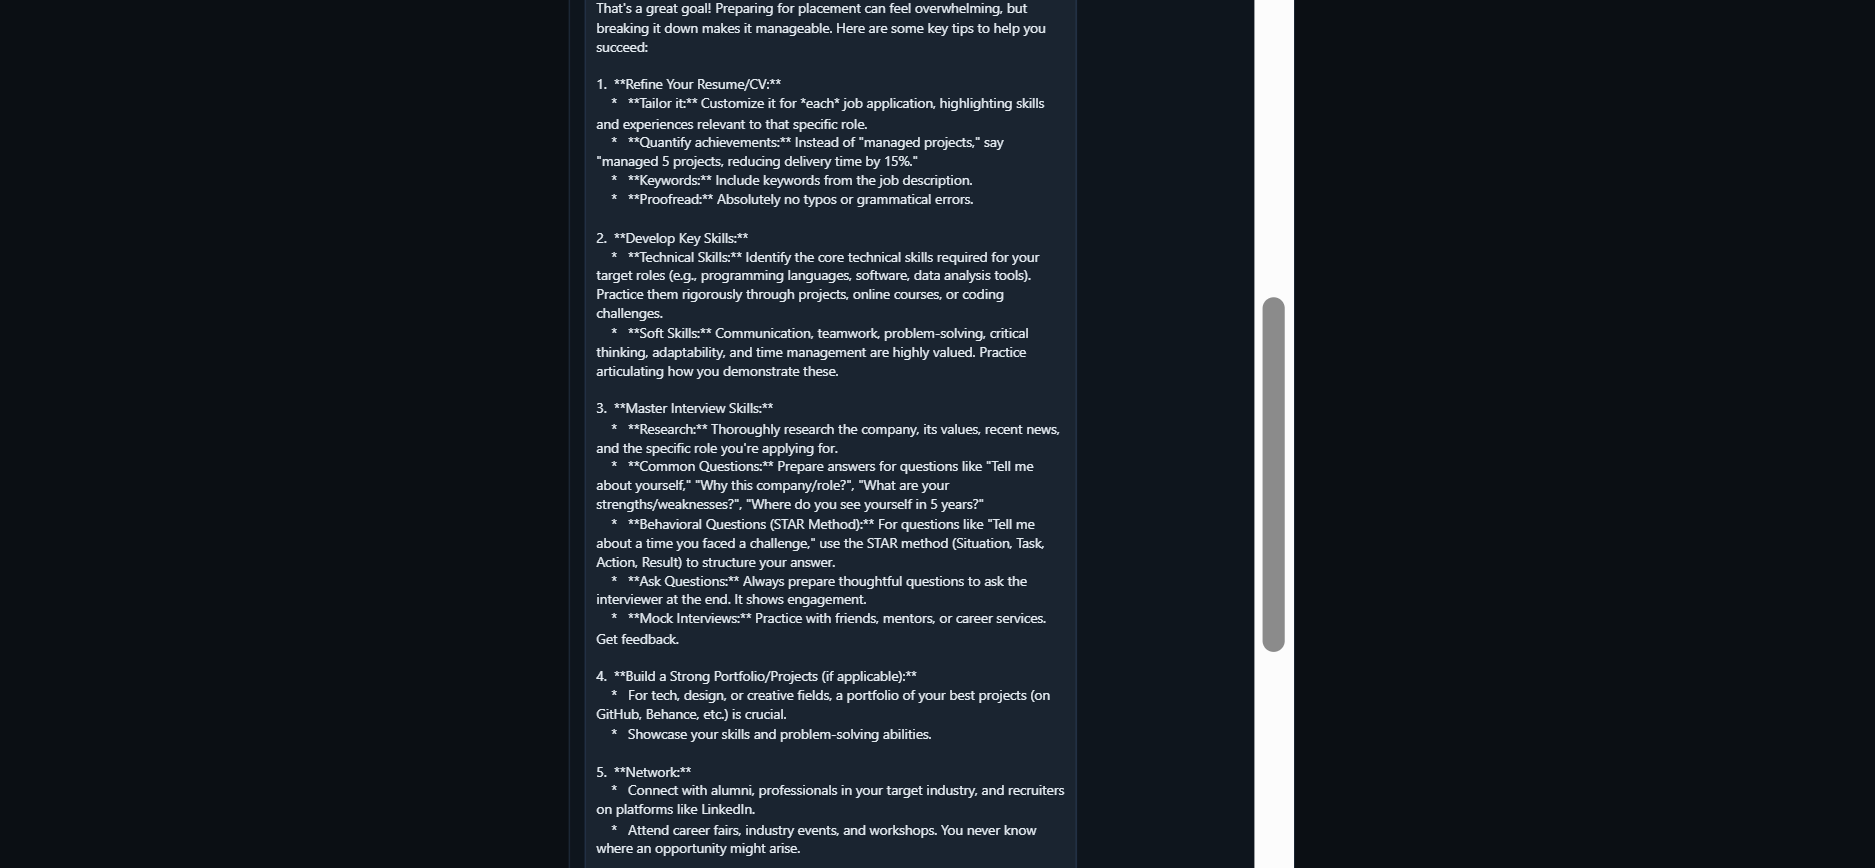 That's a great goal! Preparing for placement can feel overwhelming, but
breaking it down makes it manageable. Here are some key tips to help you
succeed:
1. **Refine Your Resume/CV:**
* **Tailor it:** Customize it for *each* job application, highlighting skills
and experiences relevant to that specific role.
* **Quantify achievements:** Instead of "managed projects," say
"managed 5 projects, reducing delivery time by 15%."
* **Keywords:** Include keywords from the job description.
* **Proofread:** Absolutely no typos or grammatical errors.
2. **Develop Key Skills:**
* **Technical Skills:** Identify the core technical skills required for your
target roles (e.g., programming languages, software, data analysis tools).
Practice them rigorously through projects, online courses, or coding
challenges.
* **Soft Skills:** Communication, teamwork, problem-solving, critical
thinking, adaptability, and time management are highly valued. Practice
articulating how you demonstrate these.
3. **Master Interview Skills:**
* **Research:** Thoroughly research the company, its values, recent news,
and the specific role you're applying for.
* **Common Questions:** Prepare answers for questions like "Tell me
about yourself," "Why this company/role?", "What are your
strengths/weaknesses?", "Where do you see yourself in 5 years?"
* **Behavioral Questions (STAR Method):** For questions like "Tell me
about a time you faced a challenge," use the STAR method (Situation, Task,
Action, Result) to structure your answer.
* **Ask Questions:** Always prepare thoughtful questions to ask the
interviewer at the end. It shows engagement.
* **Mock Interviews:** Practice with friends, mentors, or career services.
Get feedback.
4. **Build a Strong Portfolio/Projects (if applicable):**
* For tech, design, or creative fields, a portfolio of your best projects (on
GitHub, Behance, etc.) is crucial.
* Showcase your skills and problem-solving abilities.
5. **Network:**
* Connect with alumni, professionals in your target industry, and recruiters
on platforms like LinkedIn.
* Attend career fairs, industry events, and workshops. You never know
where an opportunity might arise.